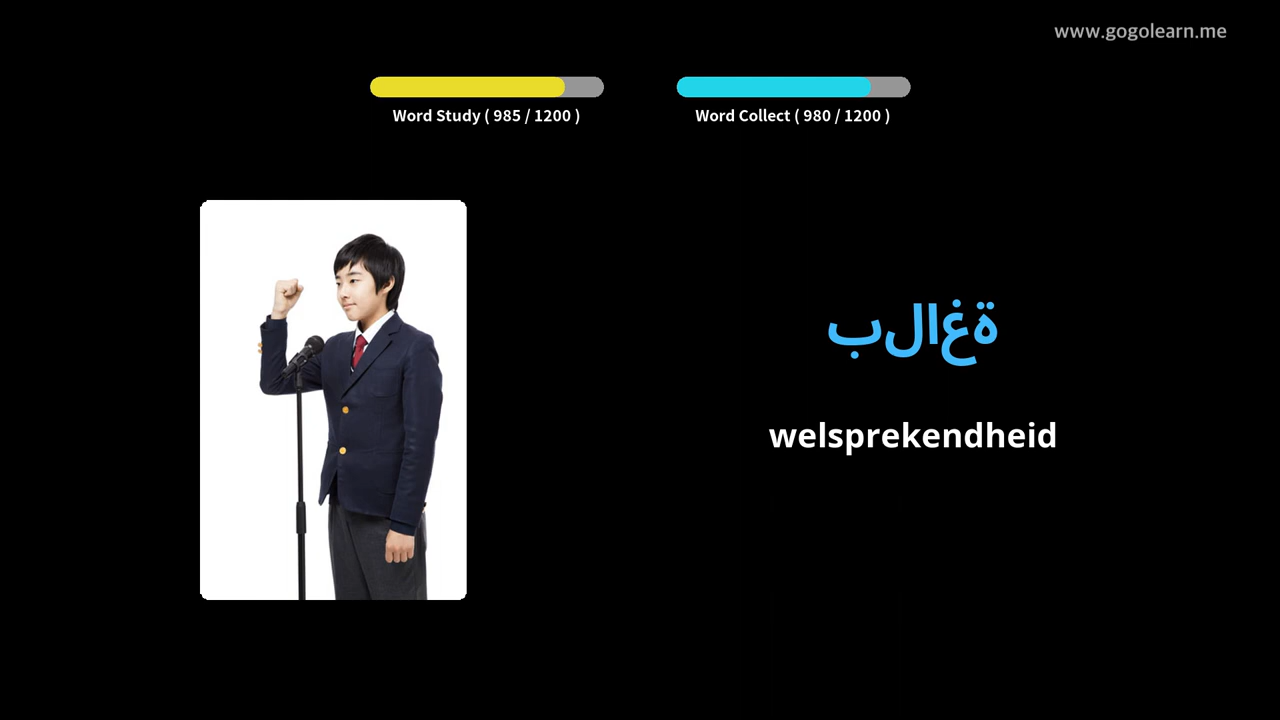 www.gogolearn.me
Word Study ( 985 / 1200 )
Word Collect ( 980 / 1200 )
بلاغة
welsprekendheid